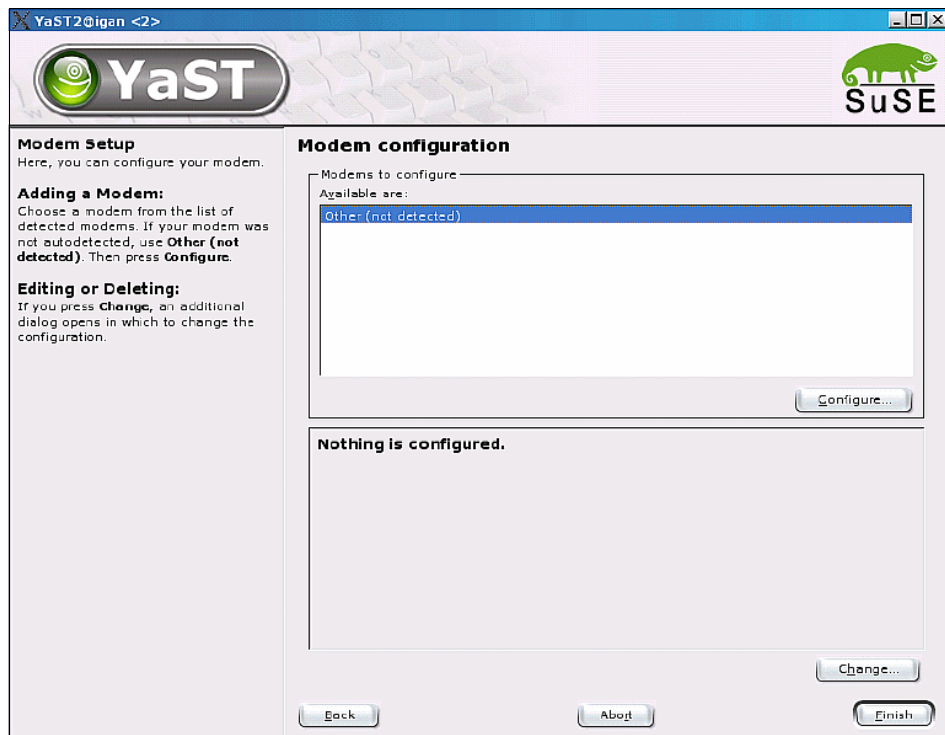 YaST2@igan <2>
YaST
SuSE
Modem Setup
Here, you can configure your modem.
Adding a Modem:
Choose a modem from the list of
detected modems. If your modem was
not autodetected, use Other (not
detected). Then press Configure.
Editing or Deleting:
If you press Change, an additional
dialog opens in which to change the
configuration.
Modem configuration
Modems to configure
Available are:
Other (not detected)
Configure...
Nothing is configured.
Change...
Back
Abort
Finish